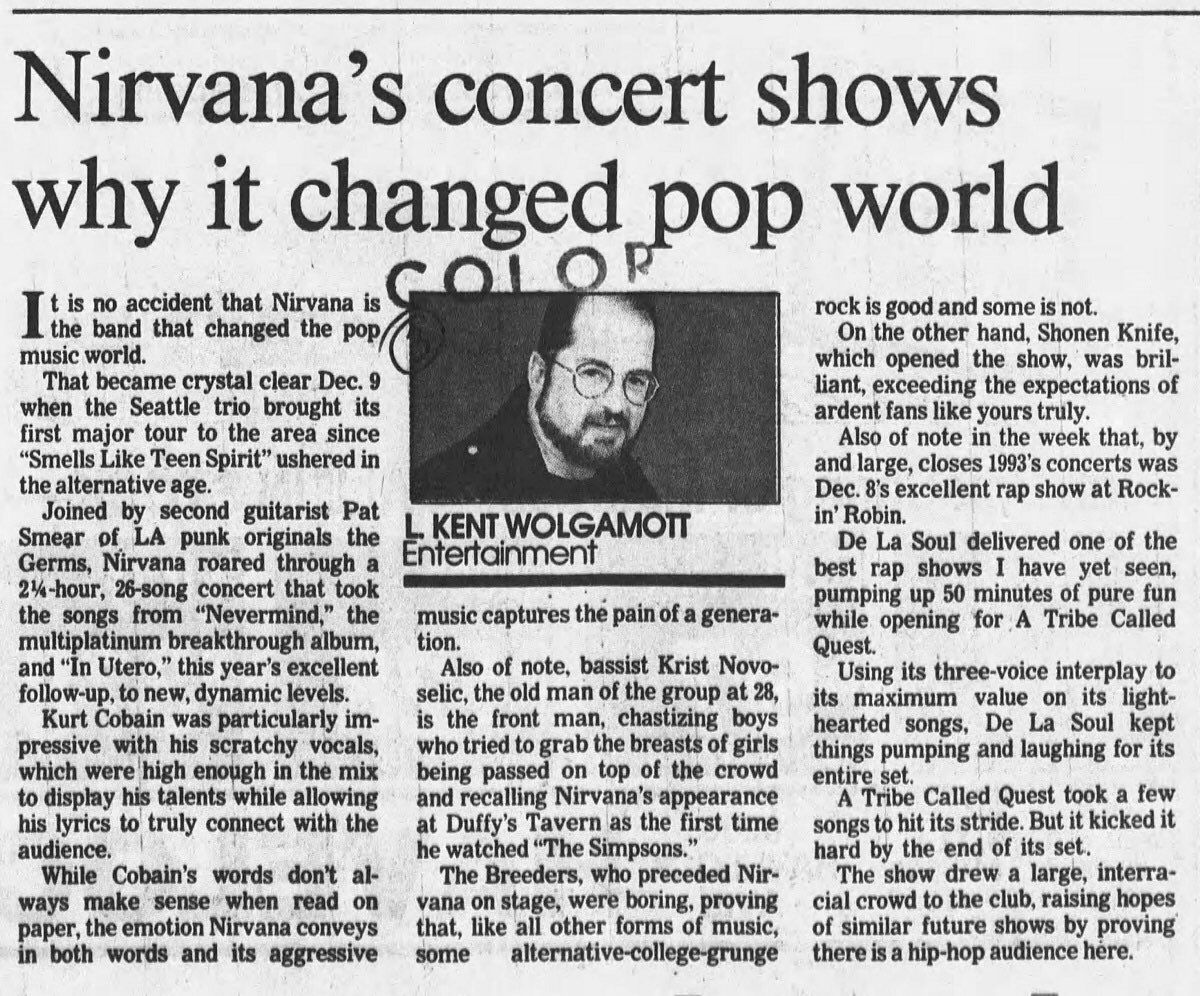 Nirvana's concert shows
why it changed pop world
COLOR
It is no accident that Nirvana is
the band that changed the pop
music world.
That became crystal clear Dec. 9
when the Seattle trio brought its
first major tour to the area since
"Smells Like Teen Spirit" ushered in
the alternative age.
Joined by second guitarist Pat
Smear of LA punk originals the
Germs, Nirvana roared through a
2¼-hour, 26-song concert that took
the songs from "Nevermind," the
multiplatinum breakthrough album,
and "In Utero," this year's excellent
follow-up, to new, dynamic levels.
Kurt Cobain was particularly im-
pressive with his scratchy vocals,
which were high enough in the mix
to display his talents while allowing
his lyrics to truly connect with the
audience.
While Cobain's words don't al-
ways make sense when read on
paper, the emotion Nirvana conveys
in both words and its aggressive
L. KENT WOLGAMOTT
Entertainment
music captures the pain of a genera-
tion.
Also of note, bassist Krist Novo-
selic, the old man of the group at 28,
is the front man, chastizing boys
who tried to grab the breasts of girls
being passed on top of the crowd
and recalling Nirvana's appearance
at Duffy's Tavern as the first time
he watched "The Simpsons."
The Breeders, who preceded Nir-
vana on stage, were boring, proving
that, like all other forms of music,
some alternative-college-grunge
rock is good and some is not.
On the other hand, Shonen Knife,
which opened the show, was bril-
liant, exceeding the expectations of
ardent fans like yours truly.
Also of note in the week that, by
and large, closes 1993's concerts was
Dec. 8's excellent rap show at Rock-
in' Robin.
De La Soul delivered one of the
best rap shows I have yet seen,
pumping up 50 minutes of pure fun
while opening for A Tribe Called
Quest.
Using its three-voice interplay to
its maximum value on its light-
hearted songs, De La Soul kept
things pumping and laughing for its
entire set.
A Tribe Called Quest took a few
songs to hit its stride. But it kicked it
hard by the end of its set.
The show drew a large, interra-
cial crowd to the club, raising hopes
of similar future shows by proving
there is a hip-hop audience here.